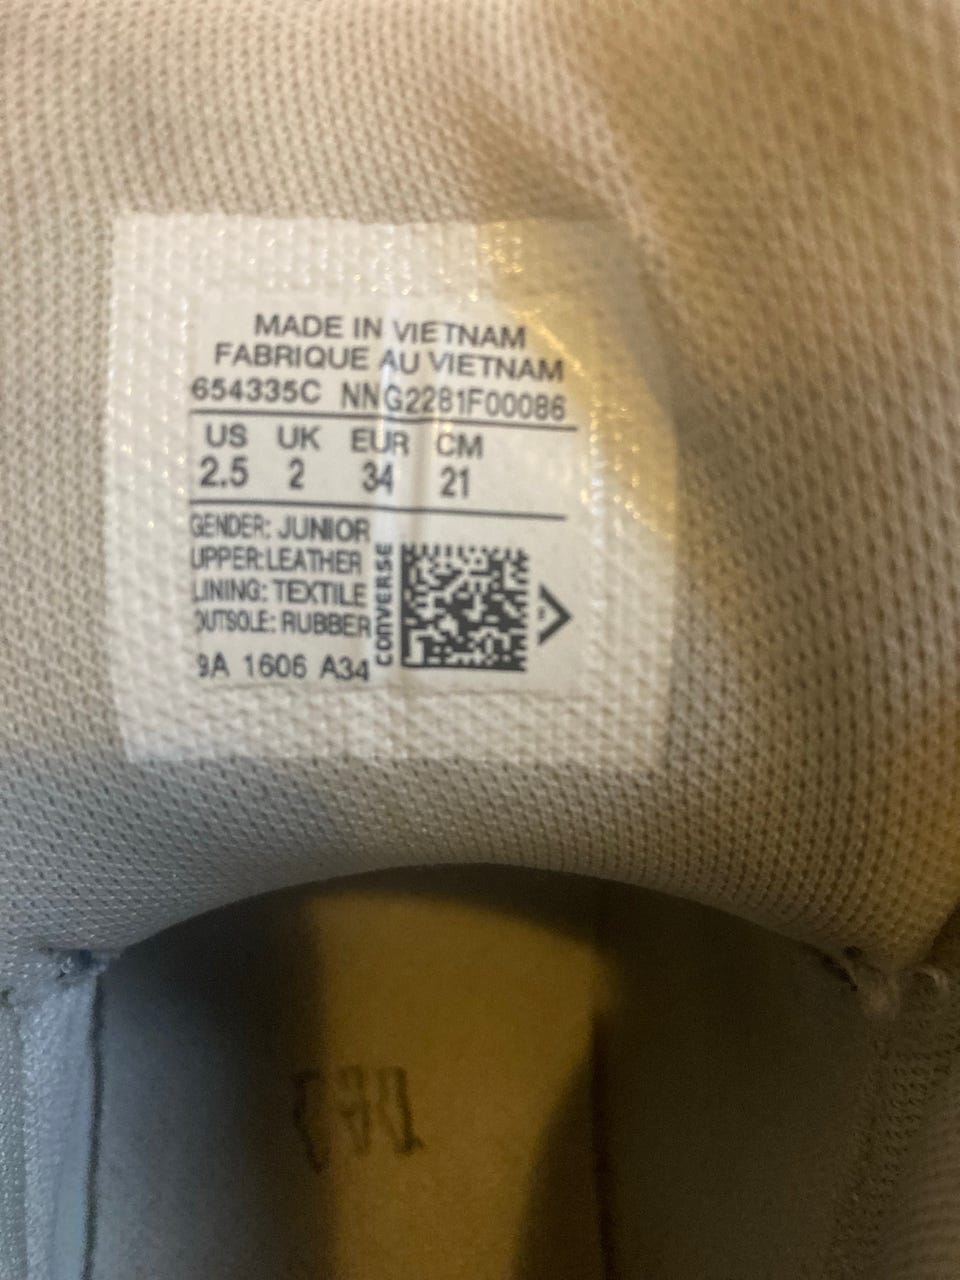 MADE IN VIETNAM
FABRIQUE AU VIETNAM
654335C NNG2281F00086
US UK EUR CM
2.5 2 34 21
GENDER: JUNIOR
UPPER: LEATHER
LINING: TEXTILE
OUTSOLE: RUBBER
9A 1606 A34
CONVERSE